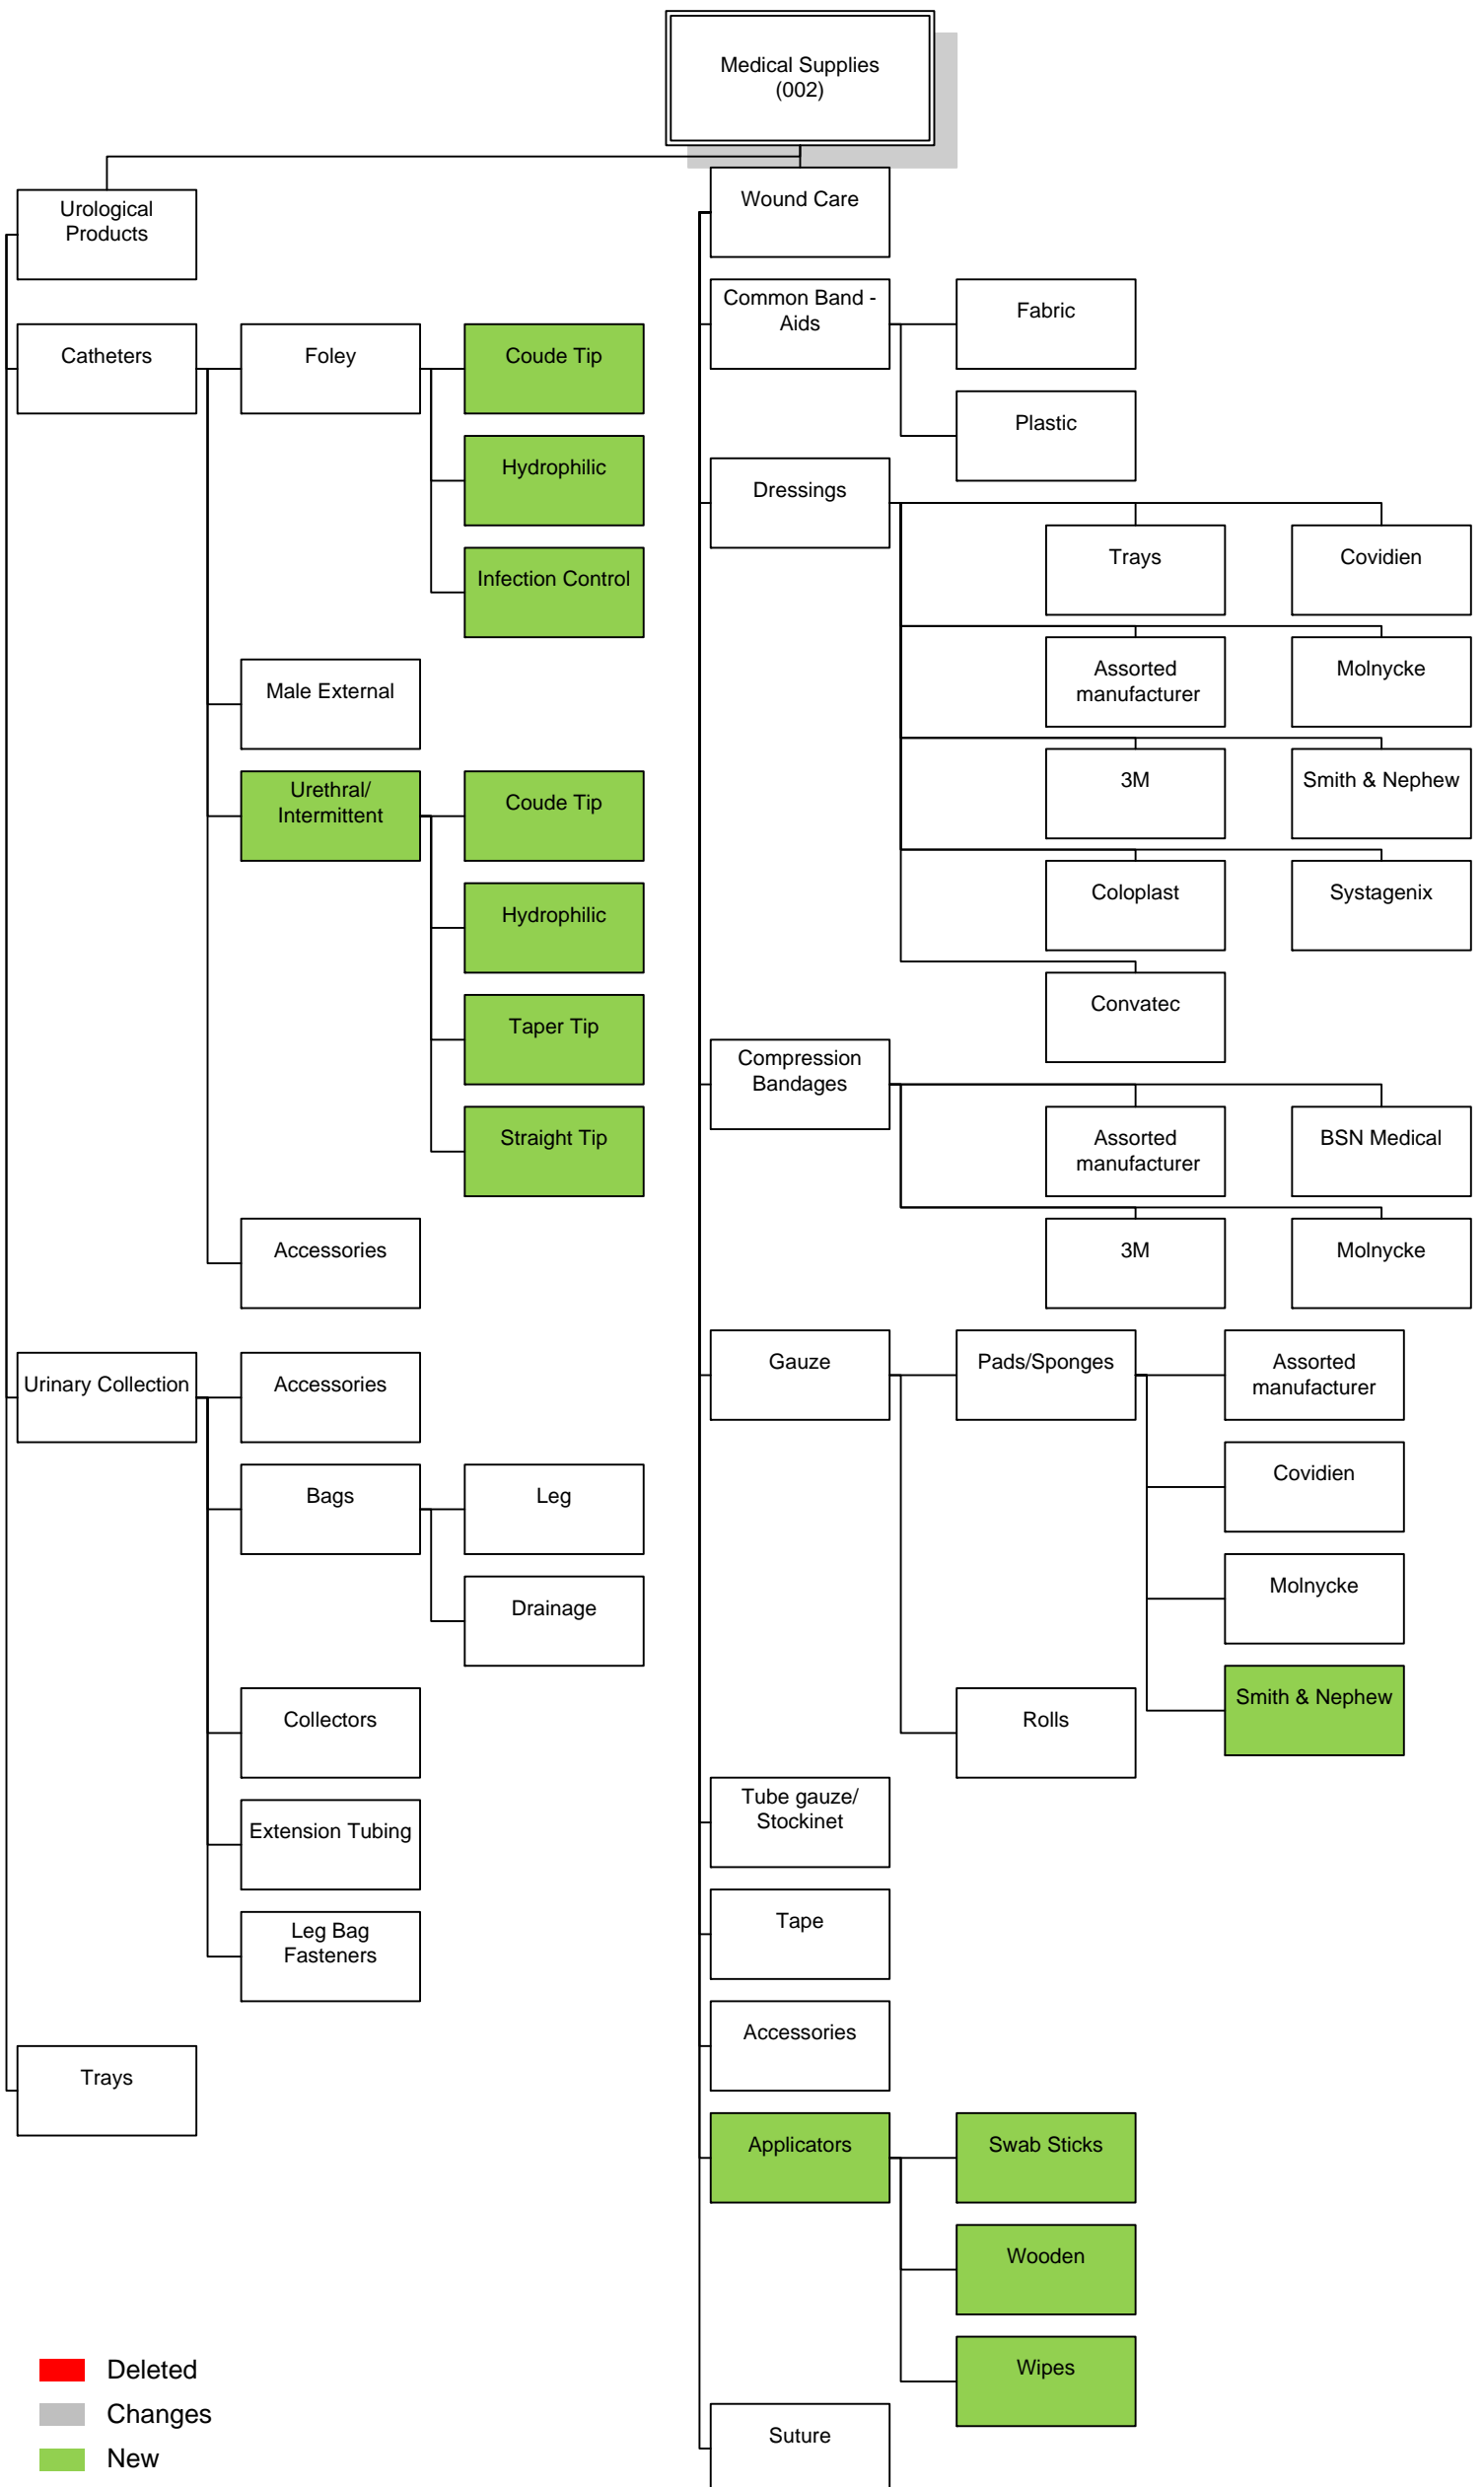 Medical Supplies
(002)
Urological
Products
Catheters
Foley
Coude Tip
Hydrophilic
Infection Control
Male External
Urethral/
Intermittent
Coude Tip
Hydrophilic
Taper Tip
Straight Tip
Accessories
Urinary Collection
Accessories
Bags
Leg
Drainage
Collectors
Extension Tubing
Leg Bag
Fasteners
Trays
Wound Care
Common Band -
Aids
Fabric
Plastic
Dressings
Trays
Covidien
Assorted
manufacturer
Molnycke
3M
Smith & Nephew
Coloplast
Systagenix
Convatec
Compression
Bandages
Assorted
manufacturer
BSN Medical
3M
Molnycke
Gauze
Pads/Sponges
Assorted
manufacturer
Covidien
Molnycke
Smith & Nephew
Rolls
Tube gauze/
Stockinet
Tape
Accessories
Applicators
Swab Sticks
Wooden
Wipes
Suture
Deleted
Changes
New